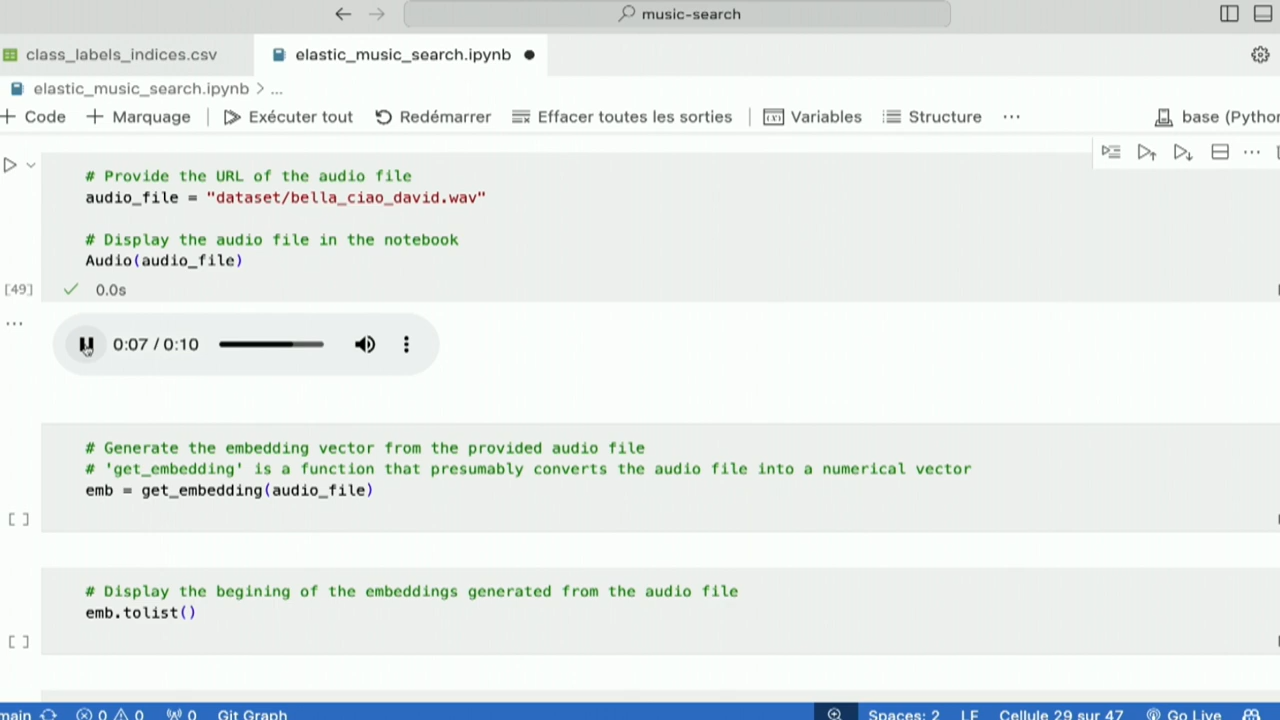 music-search
class_labels_indices.csv
elastic_music_search.ipynb
elastic_music_search.ipynb > ...
+ Code + Marquage Exécuter tout Redémarrer Effacer toutes les sorties Variables Structure ... base
# Provide the URL of the audio file
audio_file = "dataset/bella_ciao_david.wav"
# Display the audio file in the notebook
Audio(audio_file)
[49] 0.0s
...
0:07 / 0:10
# Generate the embedding vector from the provided audio file
# 'get_embedding' is a function that presumably converts the audio file into a numerical vector
emb = get_embedding(audio_file)
[ ]
# Display the begining of the embeddings generated from the audio file
emb.tolist()
[ ]
main 0 0 0 Git Graph Spaces: 2 LF Cellule 29 sur 47 Go Live